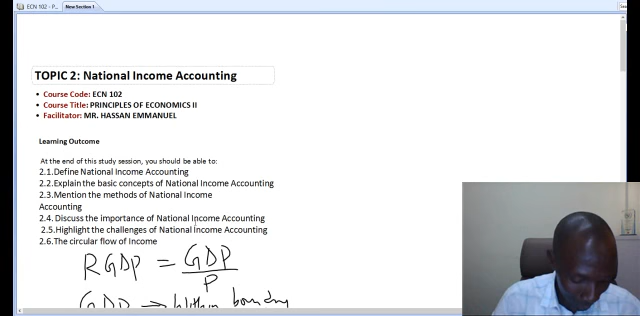 ECN 102 - P...
New Section 1
TOPIC 2: National Income Accounting
• Course Code: ECN 102
• Course Title: PRINCIPLES OF ECONOMICS II
• Facilitator: MR. HASSAN EMMANUEL
Learning Outcome
At the end of this study session, you should be able to:
2.1.Define National Income Accounting
2.2.Explain the basic concepts of National Income Accounting
2.3.Mention the methods of National Income
Accounting
2.4. Discuss the importance of National Income Accounting
2.5.Highlight the challenges of National Income Accounting
2.6.The circular flow of Income
RGDP = GDP
P
GDP → Within boundary